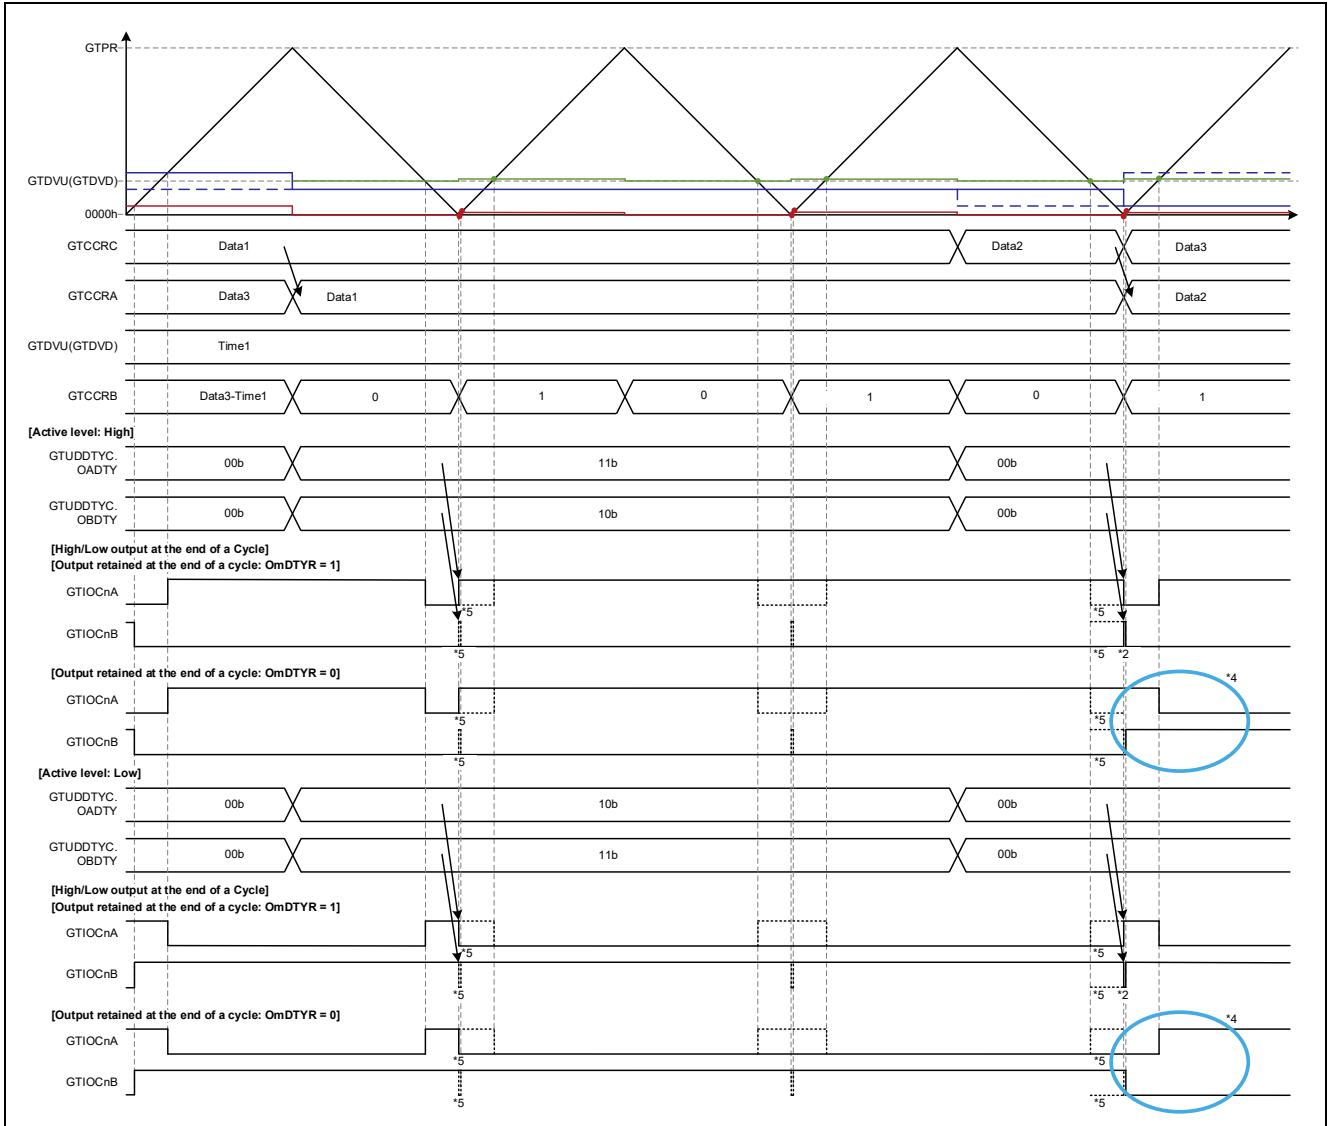 GTPR
GTDVU(GTDVD)
0000h
GTCCRC Data1 Data2 Data3
GTCCRA Data3 Data1 Data2
GTDVU(GTDVD) Time1
GTCCRB Data3-Time1 0 1 0 1 0 1
[Active level: High]
GTUDDTYC.
OADTY 00b 11b 00b
GTUDDTYC.
OBDTY 00b 10b 00b
[High/Low output at the end of a Cycle]
[Output retained at the end of a cycle: OmDTYR = 1]
GTIOCnA
*5 *5
GTIOCnB
*5 *5 *2
[Output retained at the end of a cycle: OmDTYR = 0]
*4
GTIOCnA
*5 *5
GTIOCnB
*5 *5
[Active level: Low]
GTUDDTYC.
OADTY 00b 10b 00b
GTUDDTYC.
OBDTY 00b 11b 00b
[High/Low output at the end of a Cycle]
[Output retained at the end of a cycle: OmDTYR = 1]
GTIOCnA
*5 *5
GTIOCnB
*5 *5 *2
[Output retained at the end of a cycle: OmDTYR = 0]
*4
GTIOCnA
*5 *5
GTIOCnB
*5 *5